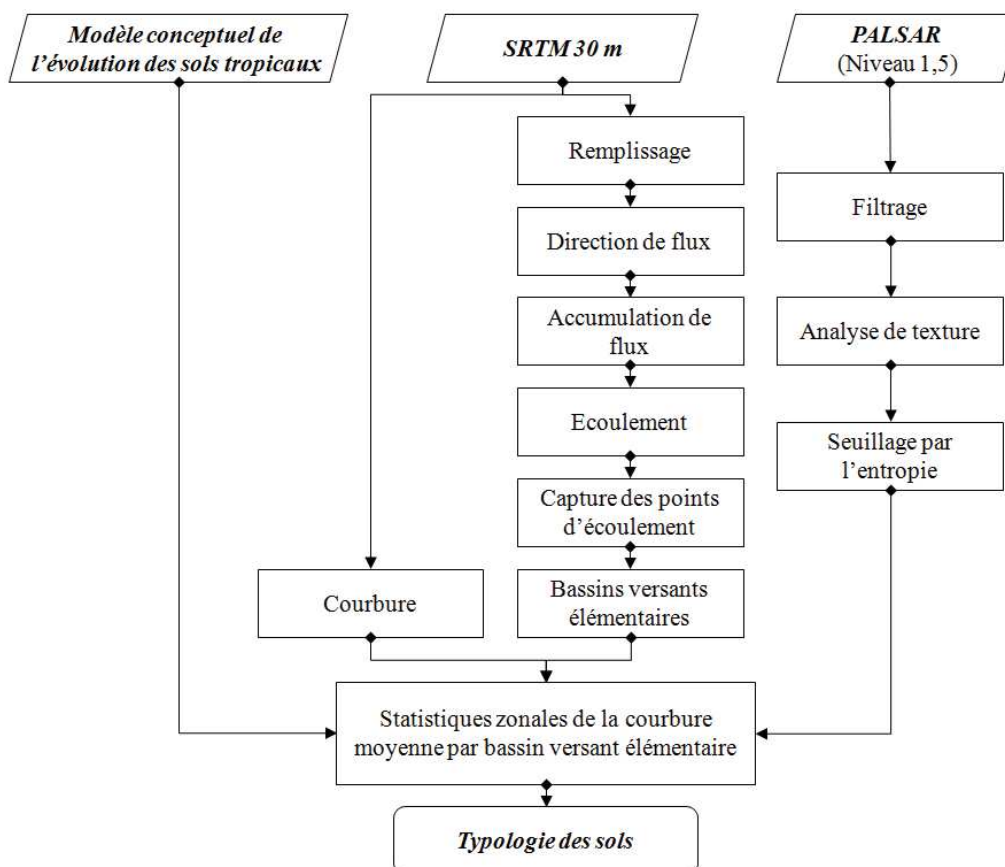 Modèle conceptuel de
l’évolution des sols tropicaux
SRTM 30 m
PALSAR
(Niveau 1,5)
Remplissage
Filtrage
Direction de flux
Accumulation de
flux
Analyse de texture
Ecoulement
Seuillage par
l’entropie
Capture des points
d’écoulement
Courbure
Bassins versants
élémentaires
Statistiques zonales de la courbure
moyenne par bassin versant élémentaire
Typologie des sols